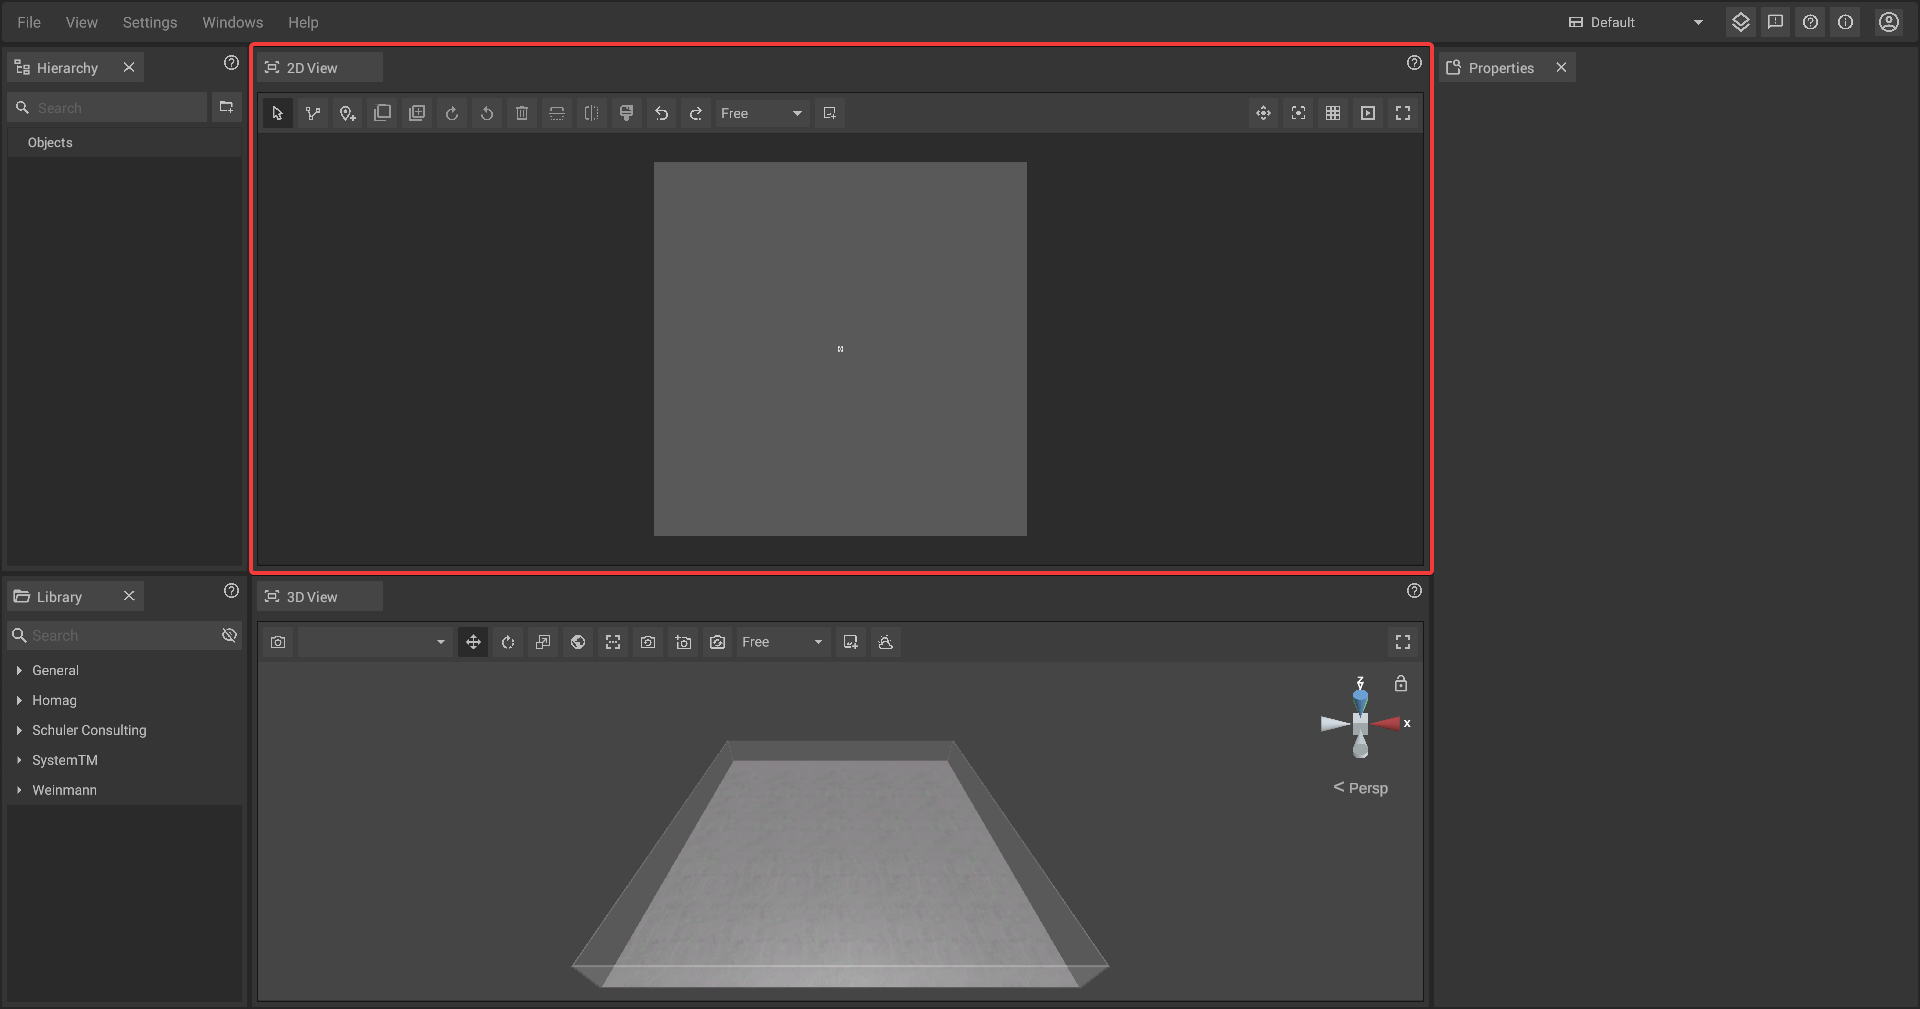 File View Settings Windows Help Default
Hierarchy
Search
Objects
2D View
Free
Properties
Library
Search
General
Homag
Schuler Consulting
SystemTM
Weinmann
3D View
Free
z
y
x
< Persp